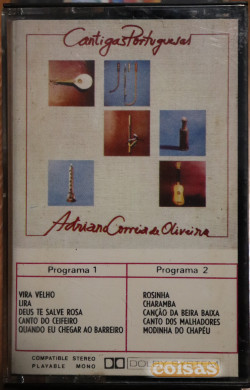 Cantigas Portuguesas
Adriano Correia de Oliveira
Programa 1
VIRA VELHO
LIRA
DEUS TE SALVE ROSA
CANTO DO CEIFEIRO
QUANDO EU CHEGAR AO BARREIRO
Programa 2
ROSINHA
CHARAMBA
CANÇÃO DA BEIRA BAIXA
CANTO DOS MALHADORES
MODINHA DO CHAPÉU
COMPATIBLE STEREO
PLAYABLE MONO
DOLBY SYSTEM
coisas